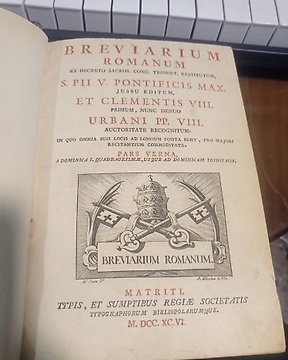 BREVIARIUM
ROMANUM
EX DECRETO SACROS. CONC. TRIDENT. RESTITUTUM,
S. PII V. PONTIFICIS MAX.
JUSSU EDITUM,
ET CLEMENTIS VIII.
PRIMUM, NUNC DENUO
URBANI PP. VIII.
AUCTORITATE RECOGNITUM:
IN QUO OMNIA SUIS LOCIS AD LONGUM POSITA SUNT, PRO MAJORI
RECITANTIUM COMMODITATE.
PARS VERNA,
A DOMINICA I. QUADRAGESIMAE, USQUE AD DOMINICAM TRINITATIS.
BREVIARIUM ROMANUM.
MATRITI.
TYPIS, ET SUMPTIBUS REGIÆ SOCIETATIS
TYPOGRAPHORUM BIBLIOPOLARUMQUE.
M. DCC. XC. VI.